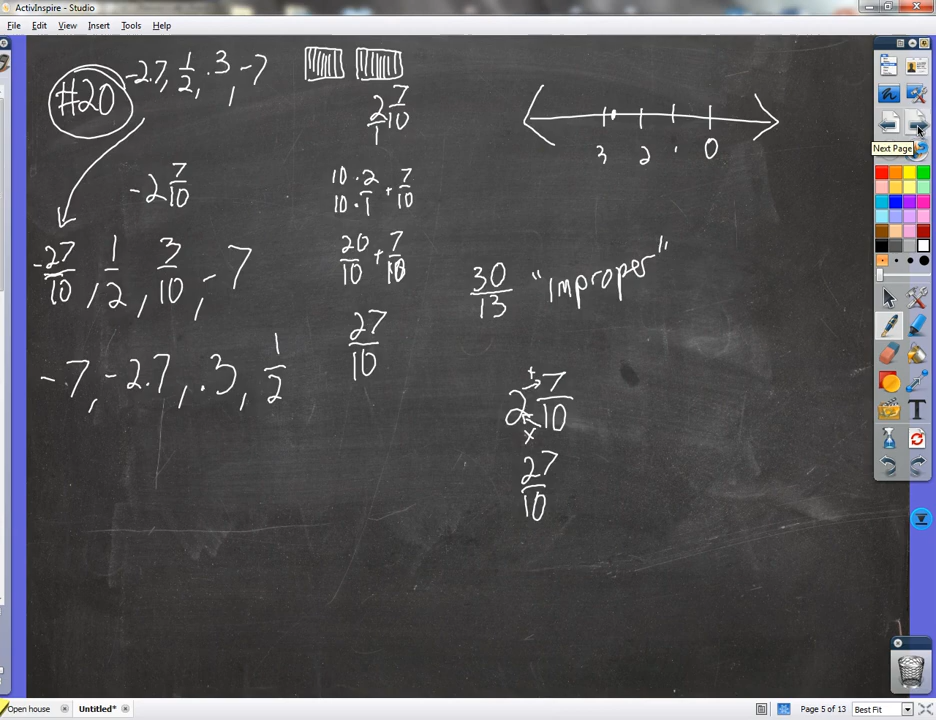 ActivInspire - Studio
File Edit View Insert Tools Help
#20
-2.7, 1/2, .3, -7
-2 7/10
-27/10, 1/2, 3/10, -7
-7, -2.7, .3, 1/2
2/1 7/10
10·2/10·1 + 7/10
20/10 + 7/10
27/10
3 2 0
30/13 "improper"
2 7/10
+
x
27/10
Next Page
T
Open house Untitled* Page 5 of 13 Best Fit